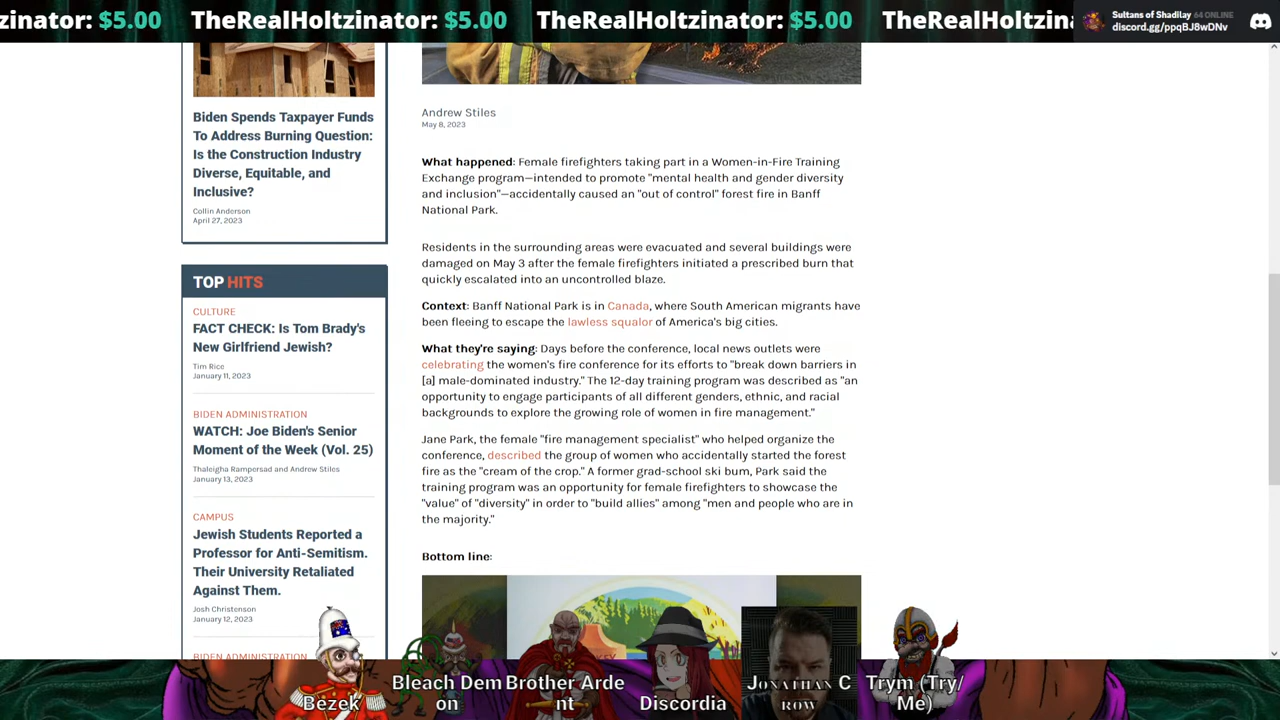 zinator: $5.00 TheRealHoltzinator: $5.00 TheRealHoltzinator: $5.00 TheRealHoltzina
Sultans of Shadilay 64 ONLINE
discord.gg/ppqBJ8wDNv
Biden Spends Taxpayer Funds
To Address Burning Question:
Is the Construction Industry
Diverse, Equitable, and
Inclusive?
Collin Anderson
April 27, 2023
TOP HITS
CULTURE
FACT CHECK: Is Tom Brady's
New Girlfriend Jewish?
Tim Rice
January 11, 2023
BIDEN ADMINISTRATION
WATCH: Joe Biden's Senior
Moment of the Week (Vol. 25)
Thaleigha Rampersad and Andrew Stiles
January 13, 2023
CAMPUS
Jewish Students Reported a
Professor for Anti-Semitism.
Their University Retaliated
Against Them.
Josh Christenson
January 12, 2023
BIDEN ADMINISTRATION
Andrew Stiles
May 8, 2023
What happened: Female firefighters taking part in a Women-in-Fire Training
Exchange program—intended to promote "mental health and gender diversity
and inclusion"—accidentally caused an "out of control" forest fire in Banff
National Park.
Residents in the surrounding areas were evacuated and several buildings were
damaged on May 3 after the female firefighters initiated a prescribed burn that
quickly escalated into an uncontrolled blaze.
Context: Banff National Park is in Canada, where South American migrants have
been fleeing to escape the lawless squalor of America's big cities.
What they're saying: Days before the conference, local news outlets were
celebrating the women's fire conference for its efforts to "break down barriers in
[a] male-dominated industry." The 12-day training program was described as "an
opportunity to engage participants of all different genders, ethnic, and racial
backgrounds to explore the growing role of women in fire management."
Jane Park, the female "fire management specialist" who helped organize the
conference, described the group of women who accidentally started the forest
fire as the "cream of the crop." A former grad-school ski bum, Park said the
training program was an opportunity for female firefighters to showcase the
"value" of "diversity" in order to "build allies" among "men and people who are in
the majority."
Bottom line:
Bezek
Bleach Dem
on
Brother Arde
nt
Discordia
JONATHAN C
ROW
Trym (Try/
Me)